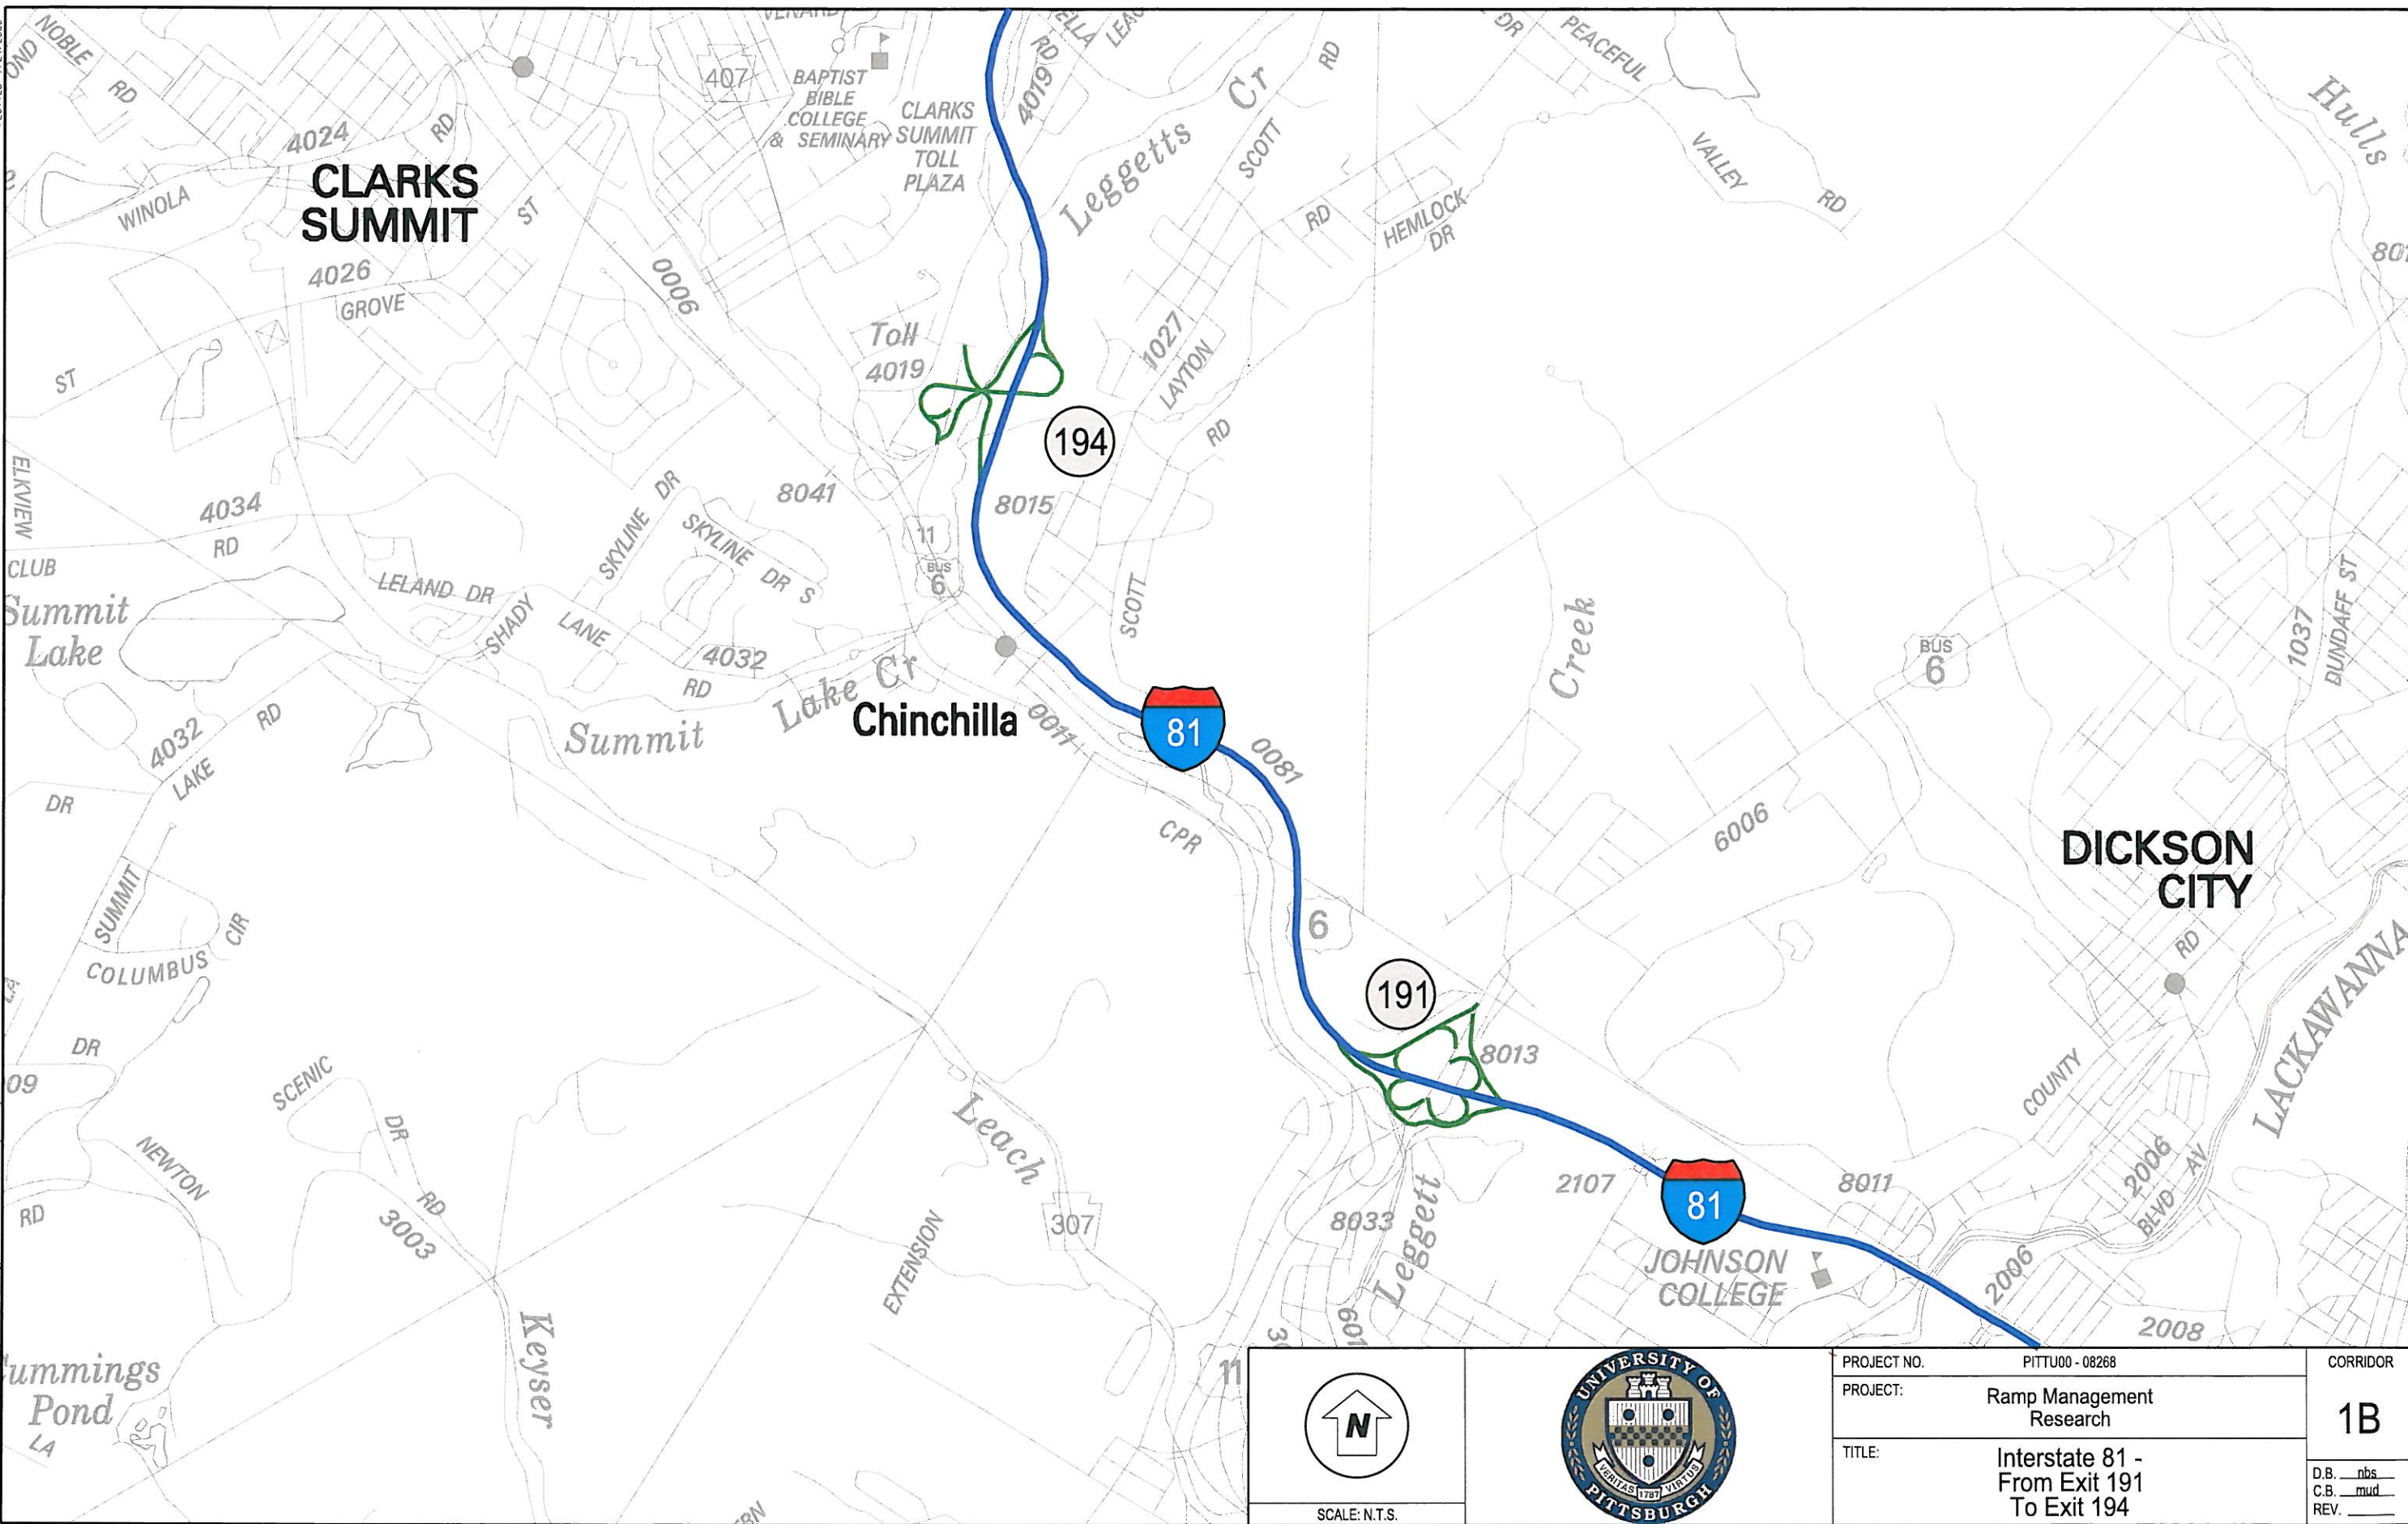 NOBLE
RD
4024
RD
WINOLA
CLARKS
SUMMIT
ST
4026
GROVE
ST
0006
407
BAPTIST
BIBLE
COLLEGE
& SEMINARY
CLARKS
SUMMIT
TOLL
PLAZA
RD
4019
Leggetts Cr
SCOTT
RD
DR
PEACEFUL
VALLEY
RD
RD
HEMLOCK
DR
Hulls
Toll
4019
1027
LAYTON
RD
194
8015
8041
11
BUS
6
ELKVIEW
4034
RD
CLUB
Summit
Lake
LELAND DR
SHADY
LANE
SKYLINE DR
SKYLINE DR S
4032
RD
Summit
Lake Cr
Chinchilla
0011
SCOTT
81
0081
Creek
BUS
6
1037
DUNDAFF ST
4032
RD
LAKE
DR
SUMMIT
CIR
COLUMBUS
CPR
6006
DICKSON
CITY
6
191
8013
RD
LACKAWANNA
DR
09
SCENIC
DR
RD
NEWTON
RD
3003
Leach
307
EXTENSION
Keyser
8033
Leggett
2107
81
8011
COUNTY
2006
BLVD AV
JOHNSON
COLLEGE
2006
2008
Pond
LA
11
N
SCALE: N.T.S.
UNIVERSITY OF
PITTSBURGH
VERITAS 1787 VIRTUS
PROJECT NO. PITTU00 - 08268
PROJECT: Ramp Management
Research
TITLE: Interstate 81 -
From Exit 191
To Exit 194
CORRIDOR
1B
D.B. nbs
C.B. mud
REV.